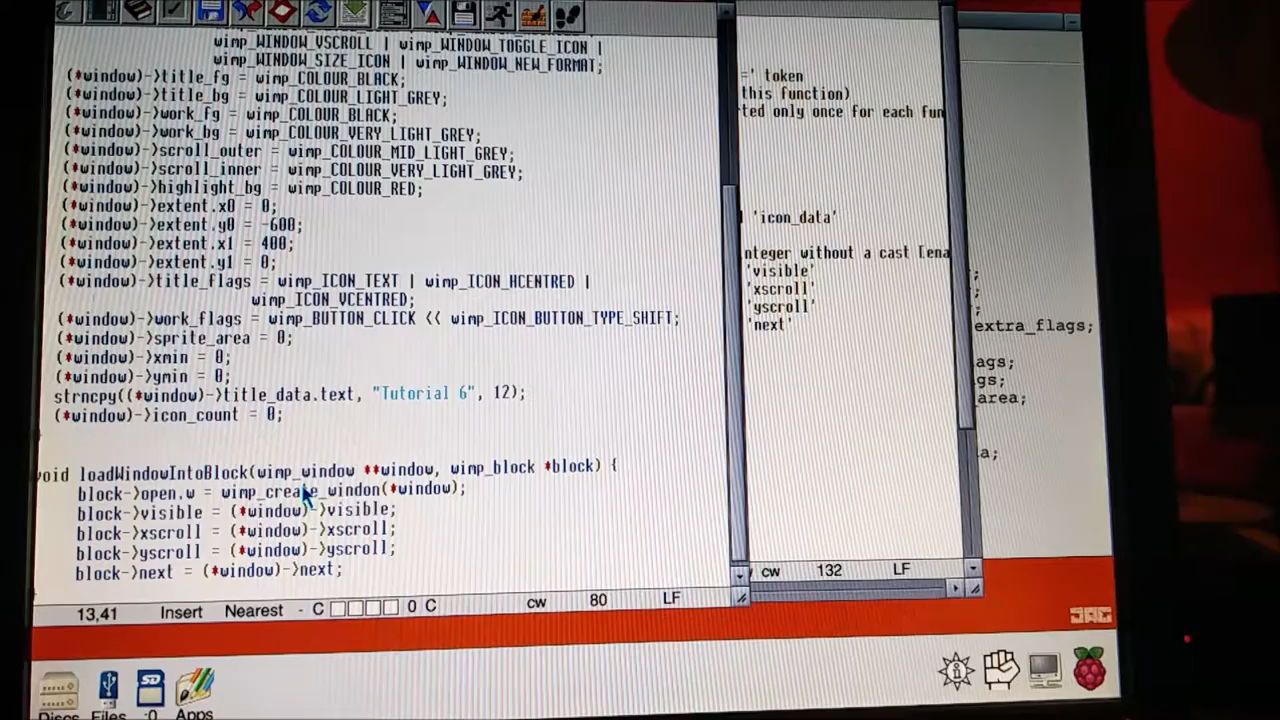 wimp_WINDOW_VSCROLL | wimp_WINDOW_TOGGLE_ICON |
wimp_WINDOW_SIZE_ICON | wimp_WINDOW_NEW_FORMAT;
(*window)->title_fg = wimp_COLOUR_BLACK;
(*window)->title_bg = wimp_COLOUR_LIGHT_GREY;
(*window)->work_fg = wimp_COLOUR_BLACK;
(*window)->work_bg = wimp_COLOUR_VERY_LIGHT_GREY;
(*window)->scroll_outer = wimp_COLOUR_MID_LIGHT_GREY;
(*window)->scroll_inner = wimp_COLOUR_VERY_LIGHT_GREY;
(*window)->highlight_bg = wimp_COLOUR_RED;
(*window)->extent.x0 = 0;
(*window)->extent.y0 = -600;
(*window)->extent.x1 = 400;
(*window)->extent.y1 = 0;
(*window)->title_flags = wimp_ICON_TEXT | wimp_ICON_HCENTRED |
wimp_ICON_VCENTRED;
(*window)->work_flags = wimp_BUTTON_CLICK << wimp_ICON_BUTTON_TYPE_SHIFT;
(*window)->sprite_area = 0;
(*window)->xmin = 0;
(*window)->ymin = 0;
strncpy((*window)->title_data.text, "Tutorial 6", 12);
(*window)->icon_count = 0;
void loadWindowIntoBlock(wimp_window **window, wimp_block *block) {
block->open.w = wimp_create_windon(*window);
block->visible = (*window)->visible;
block->xscroll = (*window)->xscroll;
block->yscroll = (*window)->yscroll;
block->next = (*window)->next;
13,41 Insert Nearest - C 0 C cw 80 LF
=' token
this function)
ted only once for each fun
'icon_data'
nteger without a cast [ena
'visible'
'xscroll'
'yscroll'
'next'
cw 132 LF
;
;
;
extra_flags;
ags;
gs;
area;
a;
Discs Files :0 Apps
SD